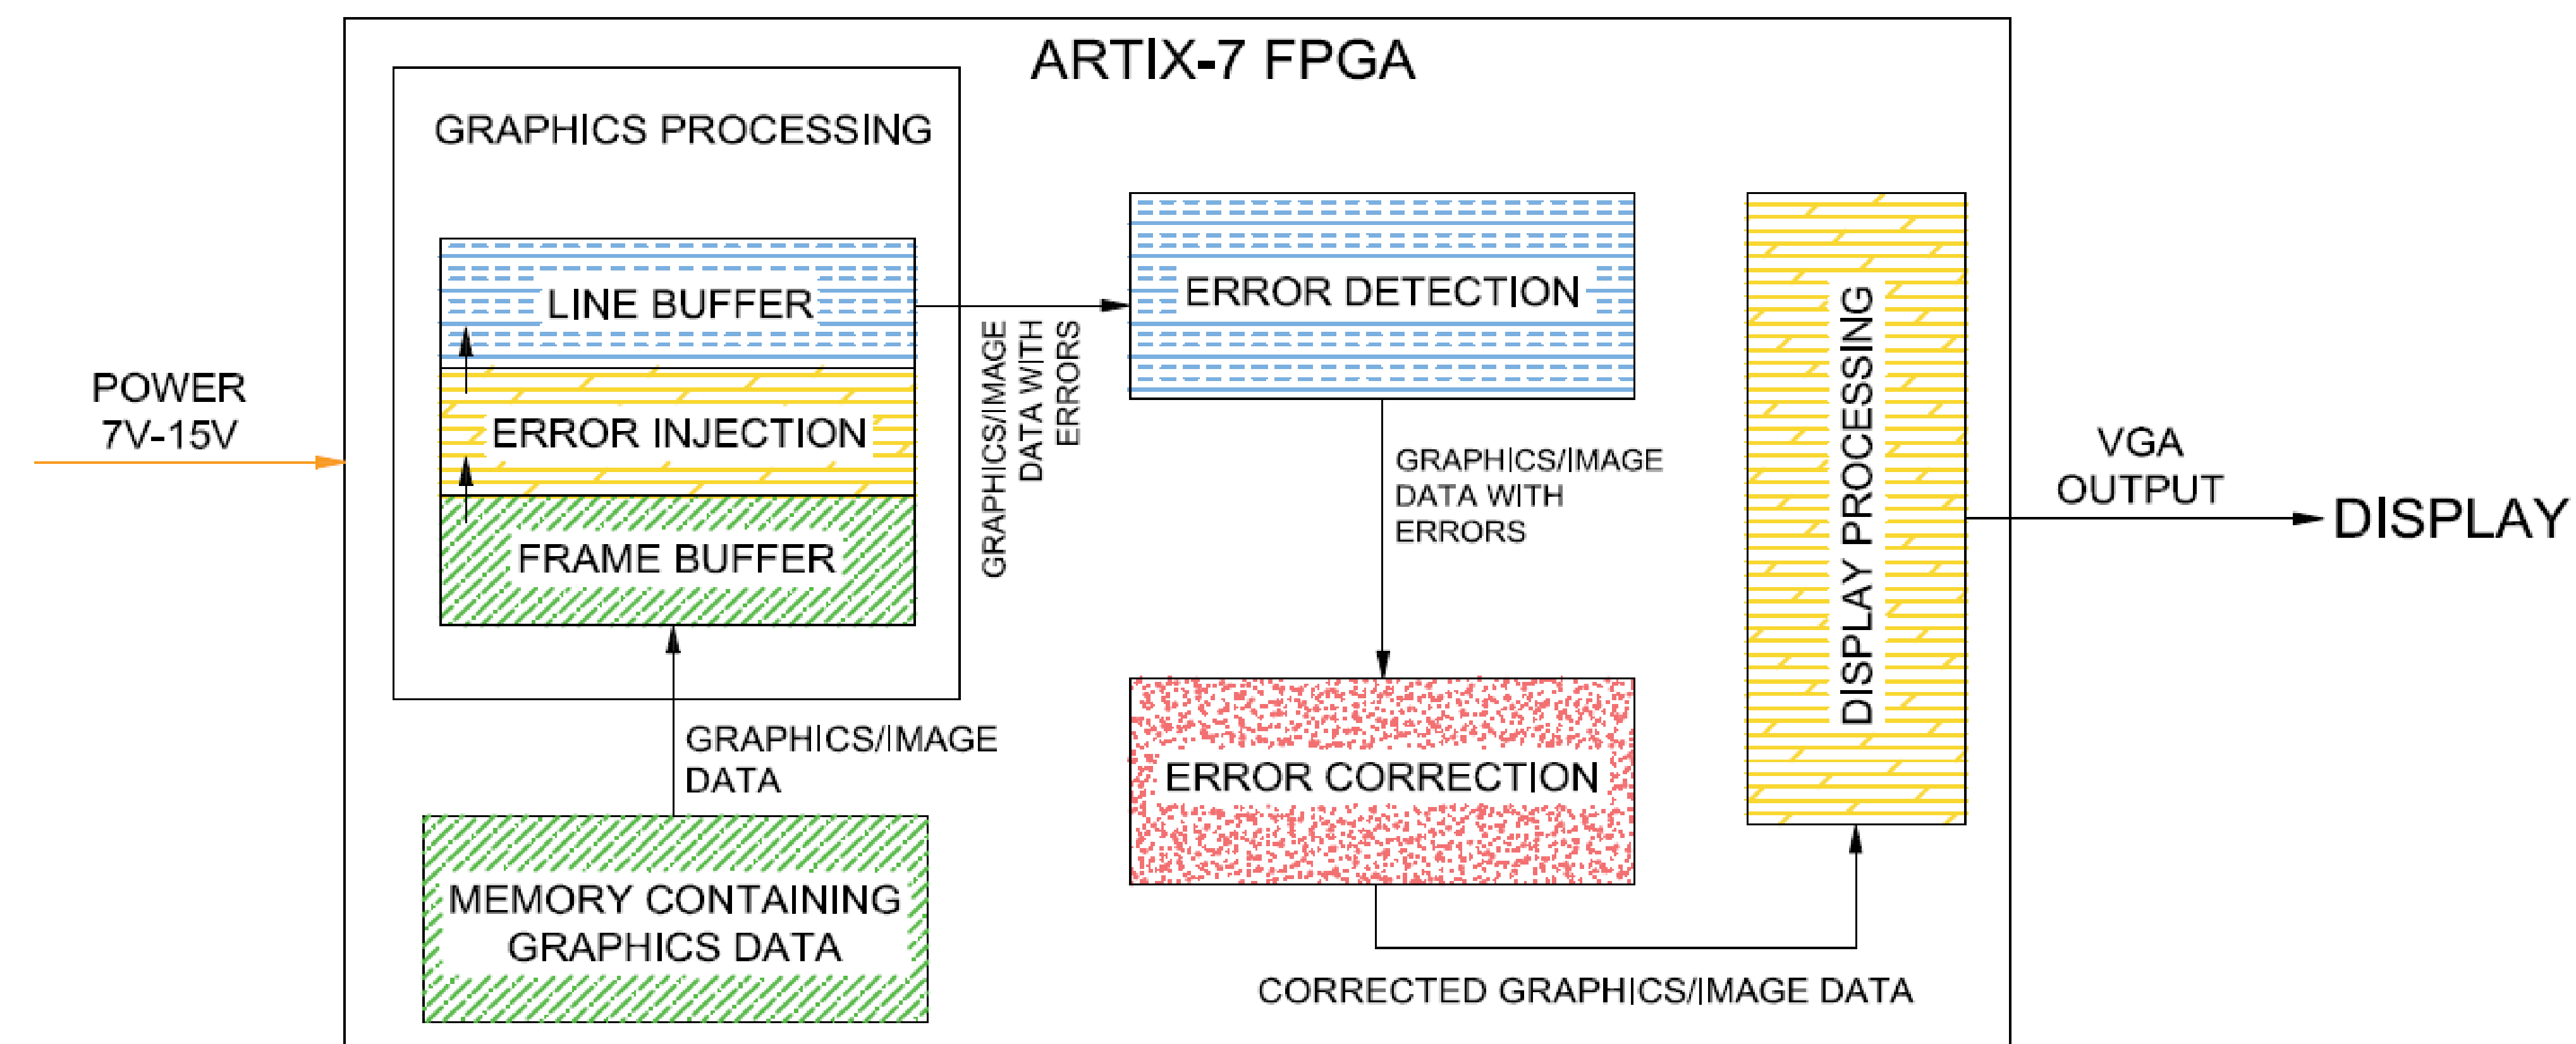 ARTIX-7 FPGA
GRAPHICS PROCESSING
LINE BUFFER
ERROR INJECTION
FRAME BUFFER
POWER
7V-15V
GRAPHICS/IMAGE
DATA WITH
ERRORS
ERROR DETECTION
GRAPHICS/IMAGE
DATA WITH
ERRORS
GRAPHICS/IMAGE
DATA
MEMORY CONTAINING
GRAPHICS DATA
ERROR CORRECTION
CORRECTED GRAPHICS/IMAGE DATA
DISPLAY PROCESSING
VGA
OUTPUT
DISPLAY